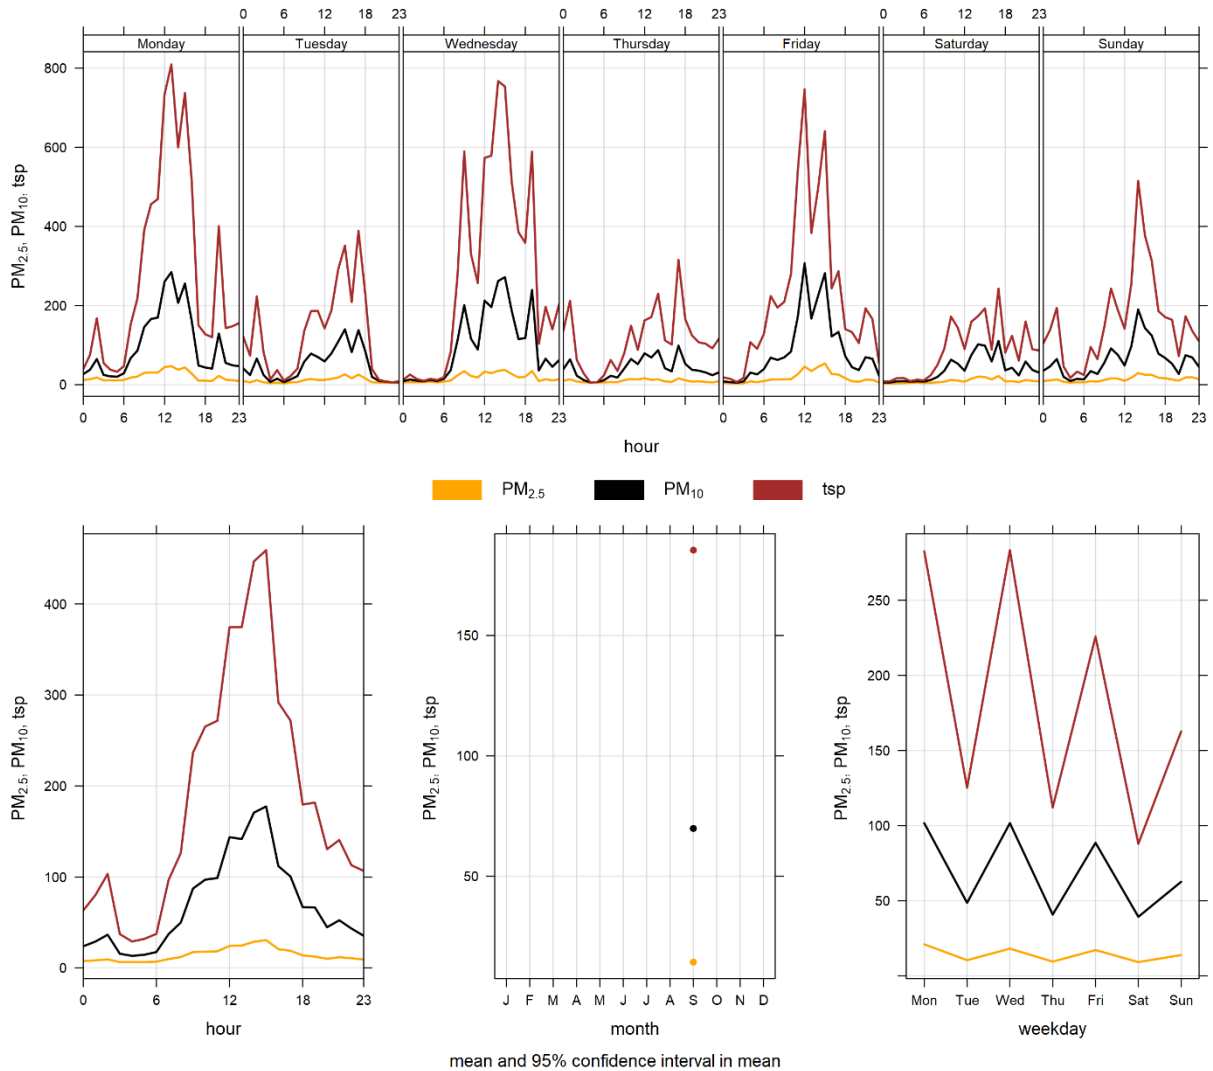 0 6 12 18 23 0 6 12 18 23 0 6 12 18 23
Monday Tuesday Wednesday Thursday Friday Saturday Sunday
800
600
400
200
0
PM2.5, PM10, tsp
0 6 12 18 23 0 6 12 18 23 0 6 12 18 23 0 6 12 18 23
hour
PM2.5 PM10 tsp
400
300
200
100
0
PM2.5, PM10, tsp
0 6 12 18 23
hour
150
100
50
PM2.5, PM10, tsp
J F M A M J J A S O N D
month
250
200
150
100
50
PM2.5, PM10, tsp
Mon Tue Wed Thu Fri Sat Sun
weekday
mean and 95% confidence interval in mean